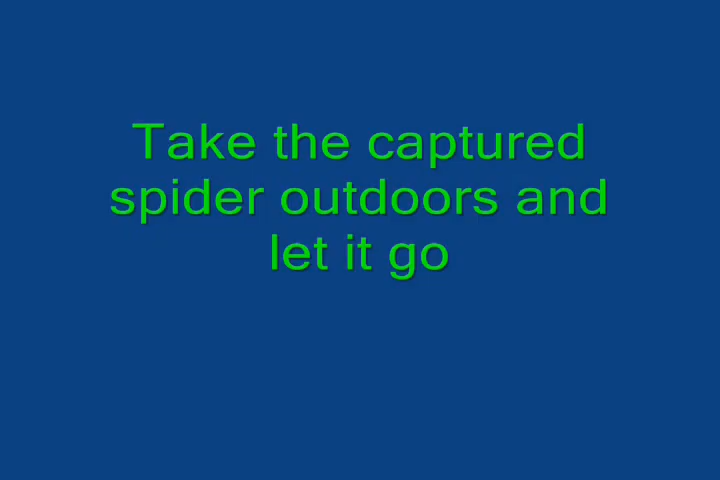 Take the captured
spider outdoors and
let it go